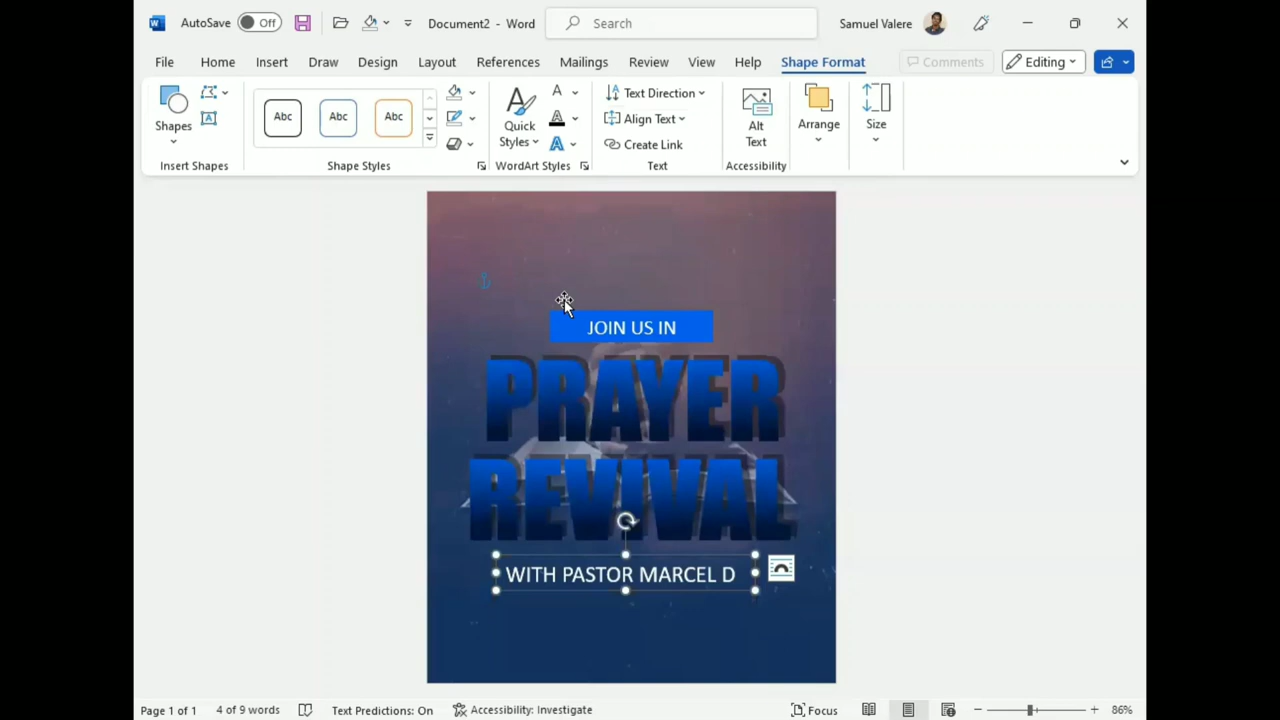 AutoSave Off Document2 - Word Search Samuel Valere
File Home Insert Draw Design Layout References Mailings Review View Help Shape Format Comments Editing
Shapes Abc Abc Abc Quick Styles A A A Text Direction Align Text Create Link Alt Text Arrange Size
Insert Shapes Shape Styles WordArt Styles Text Accessibility
JOIN US IN
PRAYER
REVIVAL
WITH PASTOR MARCEL D
Page 1 of 1 4 of 9 words Text Predictions: On Accessibility: Investigate Focus 86%